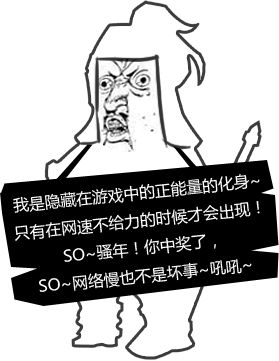 我是隐藏在游戏中的正能量的化身~
只有在网速不给力的时候才会出现！
SO~骚年！你中奖了，
SO~网络慢也不是坏事~吼吼~